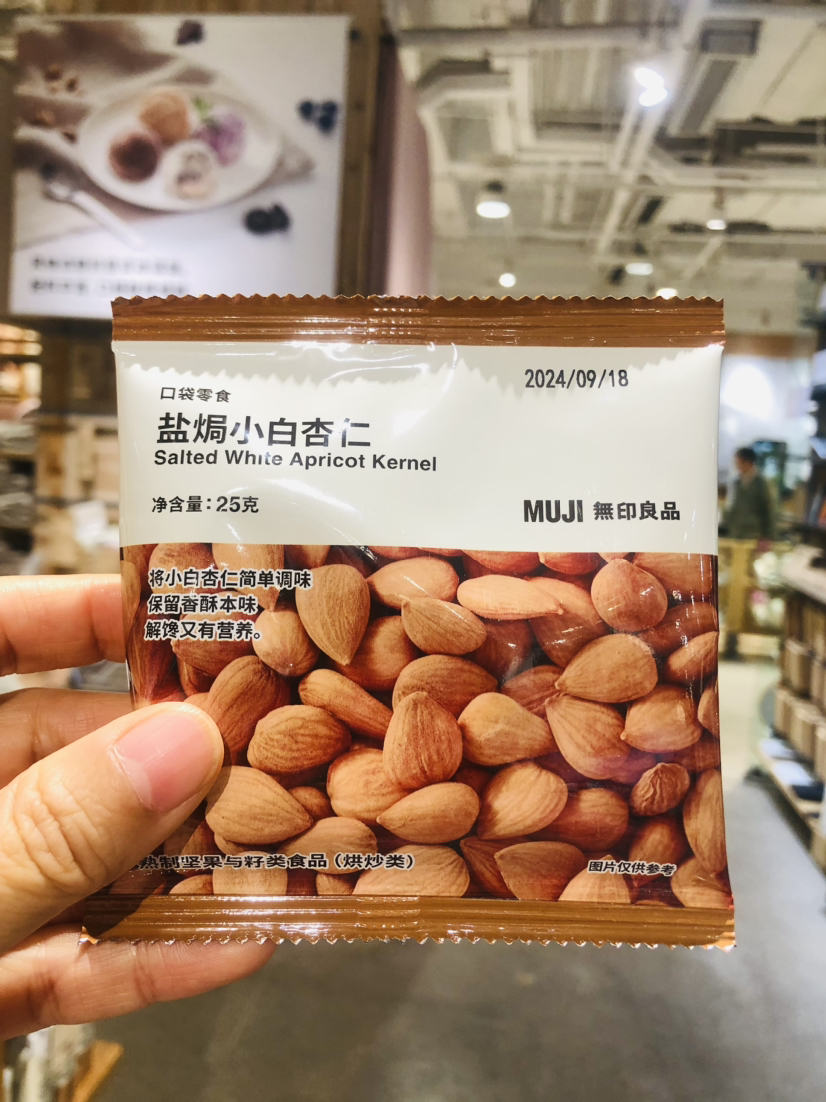 2024/09/18
口袋零食
盐焗小白杏仁
Salted White Apricot Kernel
净含量：25克
MUJI 無印良品
将小白杏仁简单调味
保留香酥本味，
解馋又有营养。
熟制坚果与籽类食品（烘炒类）
图片仅供参考